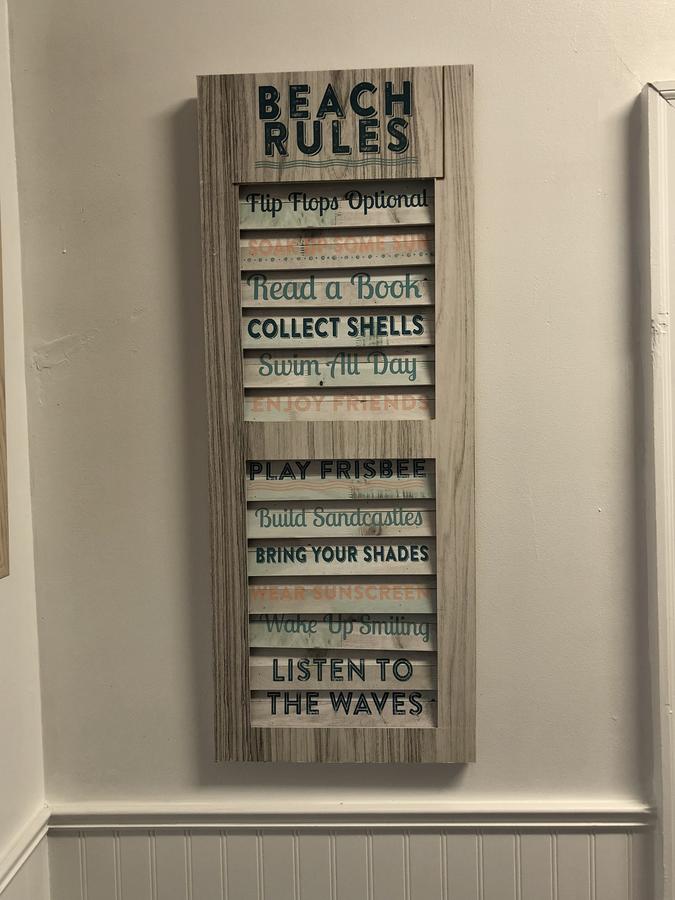 BEACH
RULES
Flip Flops Optional
SOAK UP SOME SUN
Read a Book
COLLECT SHELLS
Swim All Day
ENJOY FRIENDS
PLAY FRISBEE
Build Sandcastles
BRING YOUR SHADES
WEAR SUNSCREEN
Wake Up Smiling
LISTEN TO
THE WAVES